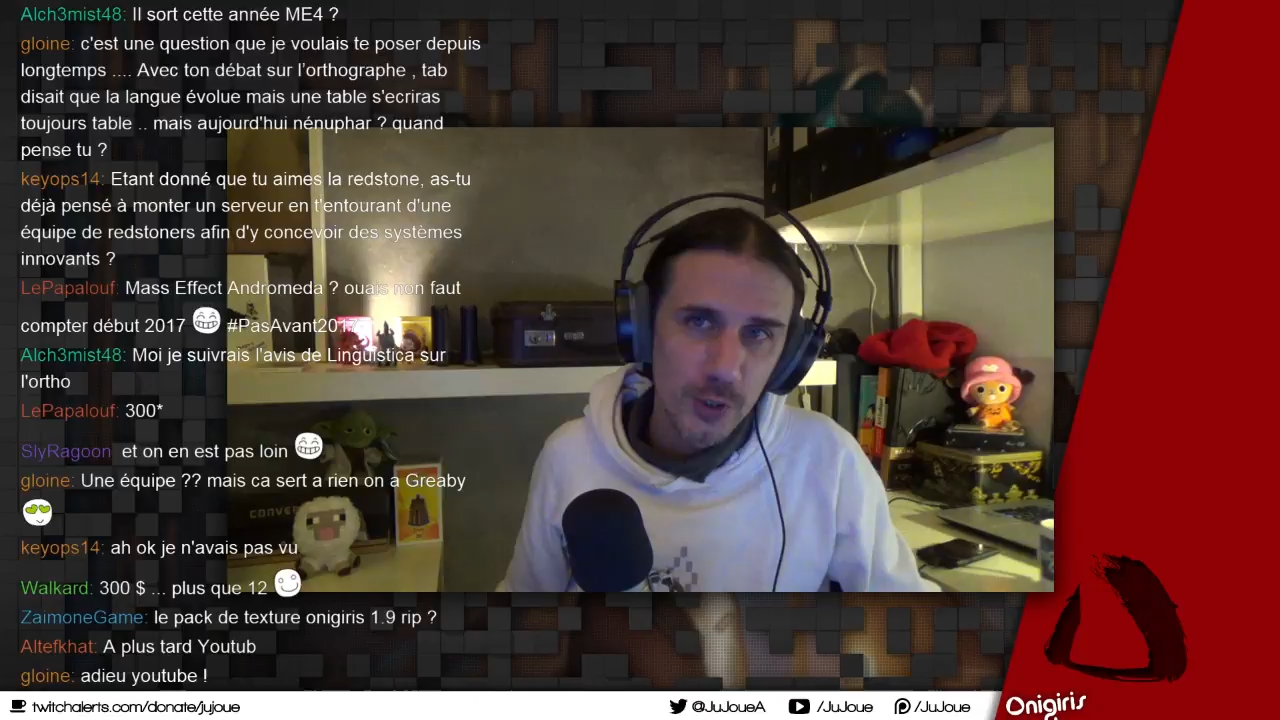 Alch3mist48: Il sort cette année ME4 ?
gloine: c'est une question que je voulais te poser depuis
longtemps .... Avec ton débat sur l'orthographe , tab
disait que la langue évolue mais une table s'ecriras
toujours table .. mais aujourd'hui nénuphar ? quand
pense tu ?
keyops14: Etant donné que tu aimes la redstone, as-tu
déjà pensé à monter un serveur en t'entourant d'une
équipe de redstoners afin d'y concevoir des systèmes
innovants ?
LePapalouf: Mass Effect Andromeda ? ouais non faut
compter début 2017 #PasAvant2017
Alch3mist48: Moi je suivrais l'avis de Linguistica sur
l'ortho
LePapalouf: 300*
SlyRagoon et on en est pas loin
gloine: Une équipe ?? mais ca sert a rien on a Greaby
CONVER
keyops14: ah ok je n'avais pas vu
Walkard: 300 $ ... plus que 12
ZaimoneGame: le pack de texture onigiris 1.9 rip ?
Altefkhat: A plus tard Youtub
gloine: adieu youtube !
twitchalerts.com/donate/jujoue
@JuJoueA
/JuJoue
/JuJoue
Onigiris